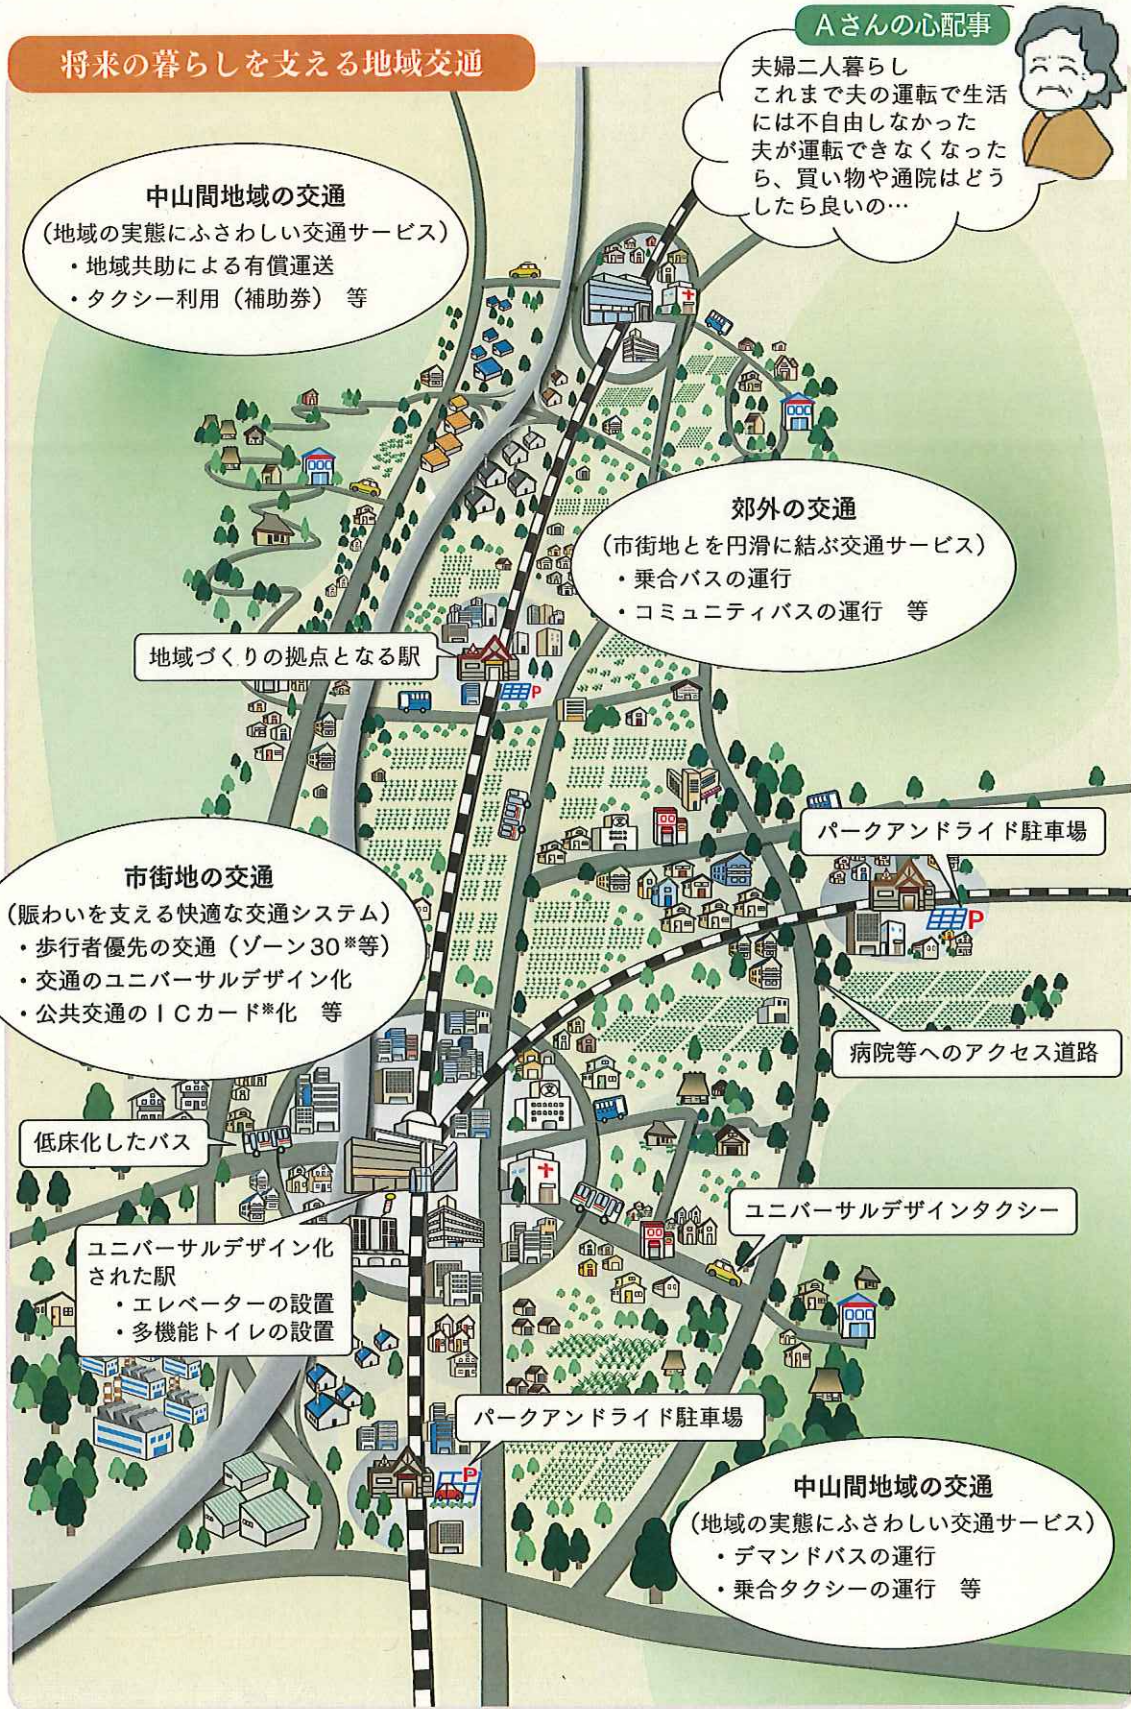 将来の暮らしを支える地域交通
Aさんの心配事
夫婦二人暮らし
これまで夫の運転で生活
には不自由しなかった
夫が運転できなくなった
ら、買い物や通院はどう
したら良いの…
中山間地域の交通
(地域の実態にふさわしい交通サービス)
・地域共助による有償運送
・タクシー利用（補助券）　等
郊外の交通
(市街地とを円滑に結ぶ交通サービス)
・乗合バスの運行
・コミュニティバスの運行　等
地域づくりの拠点となる駅
P
パークアンドライド駐車場
P
市街地の交通
(賑わいを支える快適な交通システム)
・歩行者優先の交通（ゾーン30※等）
・交通のユニバーサルデザイン化
・公共交通のＩＣカード※化　等
病院等へのアクセス道路
文
低床化したバス
ユニバーサルデザインタクシー
ユニバーサルデザイン化
された駅
・エレベーターの設置
・多機能トイレの設置
パークアンドライド駐車場
P
中山間地域の交通
(地域の実態にふさわしい交通サービス)
・デマンドバスの運行
・乗合タクシーの運行　等